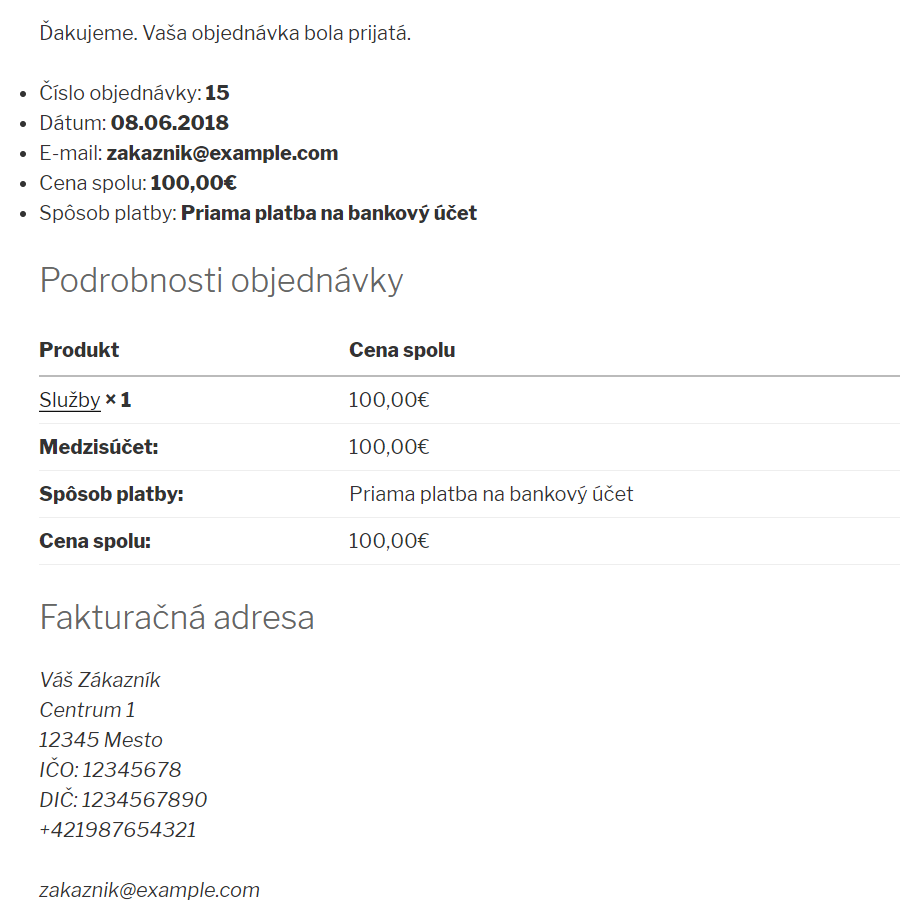 Ďakujeme. Vaša objednávka bola prijatá.
Číslo objednávky: 15
Dátum: 08.06.2018
E-mail: zakaznik@example.com
Cena spolu: 100,00€
Spôsob platby: Priama platba na bankový účet
Podrobnosti objednávky
Produkt Cena spolu
Služby × 1 100,00€
Medzisúčet: 100,00€
Spôsob platby: Priama platba na bankový účet
Cena spolu: 100,00€
Fakturačná adresa
Váš Zákazník
Centrum 1
12345 Mesto
IČO: 12345678
DIČ: 1234567890
+421987654321
zakaznik@example.com